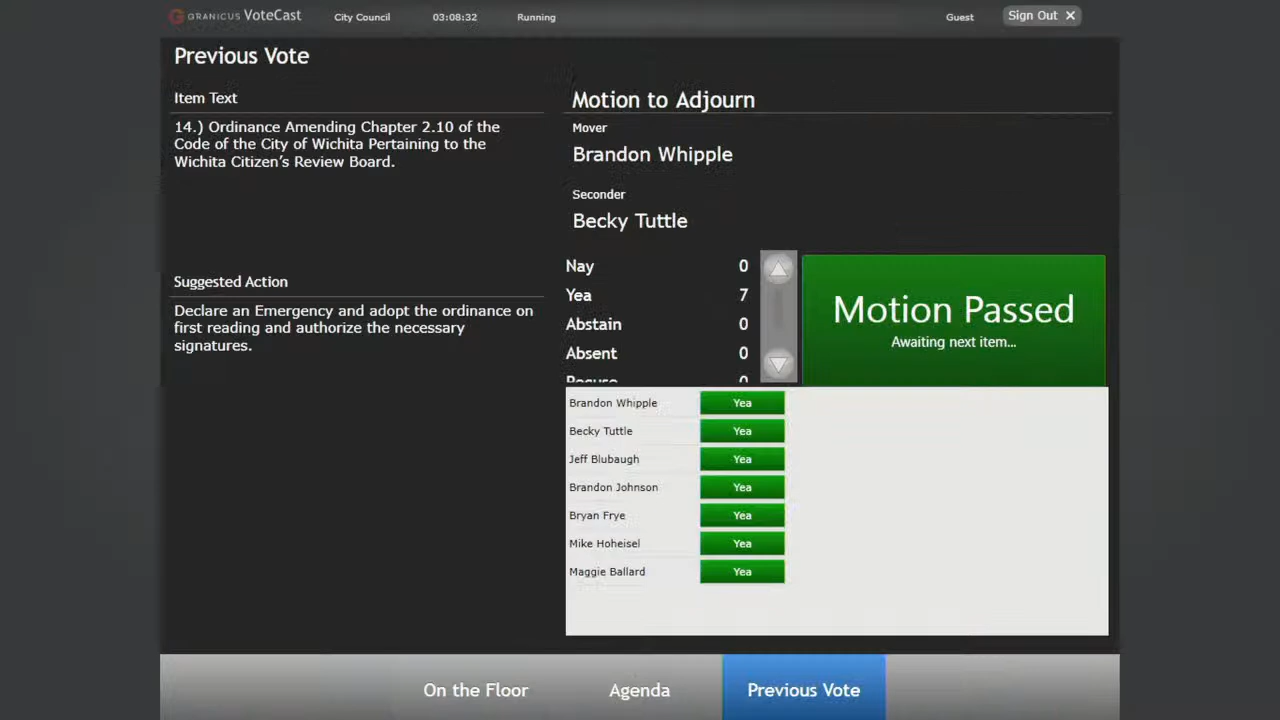 GRANICUS VoteCast City Council 03:08:32 Running Guest Sign Out X
Previous Vote
Item Text
14.) Ordinance Amending Chapter 2.10 of the
Code of the City of Wichita Pertaining to the
Wichita Citizen’s Review Board.
Suggested Action
Declare an Emergency and adopt the ordinance on
first reading and authorize the necessary
signatures.
Motion to Adjourn
Mover
Brandon Whipple
Seconder
Becky Tuttle
Nay 0
Yea 7
Abstain 0
Absent 0
Recuse 0
Motion Passed
Awaiting next item...
Brandon Whipple Yea
Becky Tuttle Yea
Jeff Blubaugh Yea
Brandon Johnson Yea
Bryan Frye Yea
Mike Hoheisel Yea
Maggie Ballard Yea
On the Floor Agenda Previous Vote